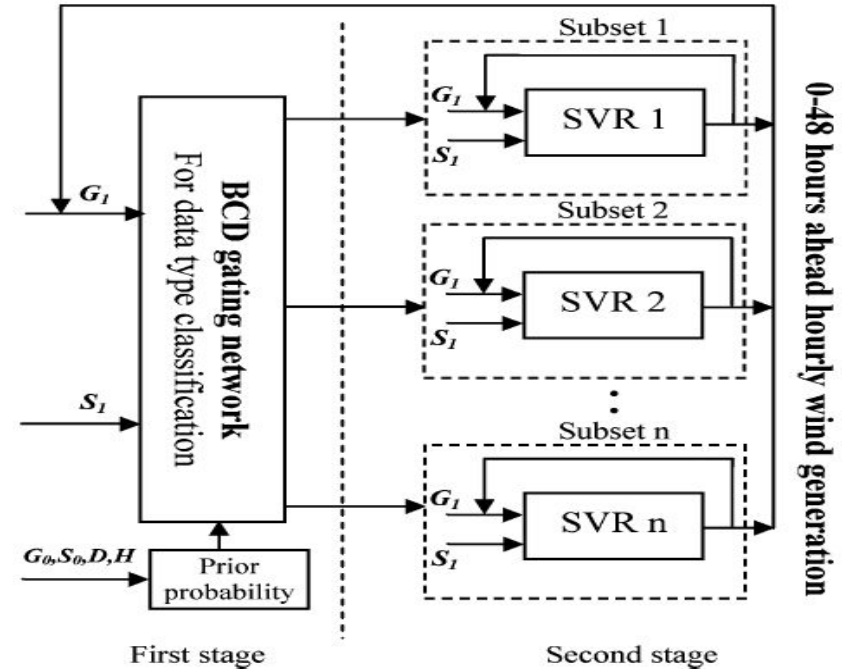 Subset 1
G₁
S₁
SVR 1
Subset 2
G₁
S₁
SVR 2
Subset n
G₁
S₁
SVR n
G₁
S₁
BCD gating network
For data type classification
G₀,S₀,D,H
Prior
probability
0-48 hours ahead hourly wind generation
First stage
Second stage